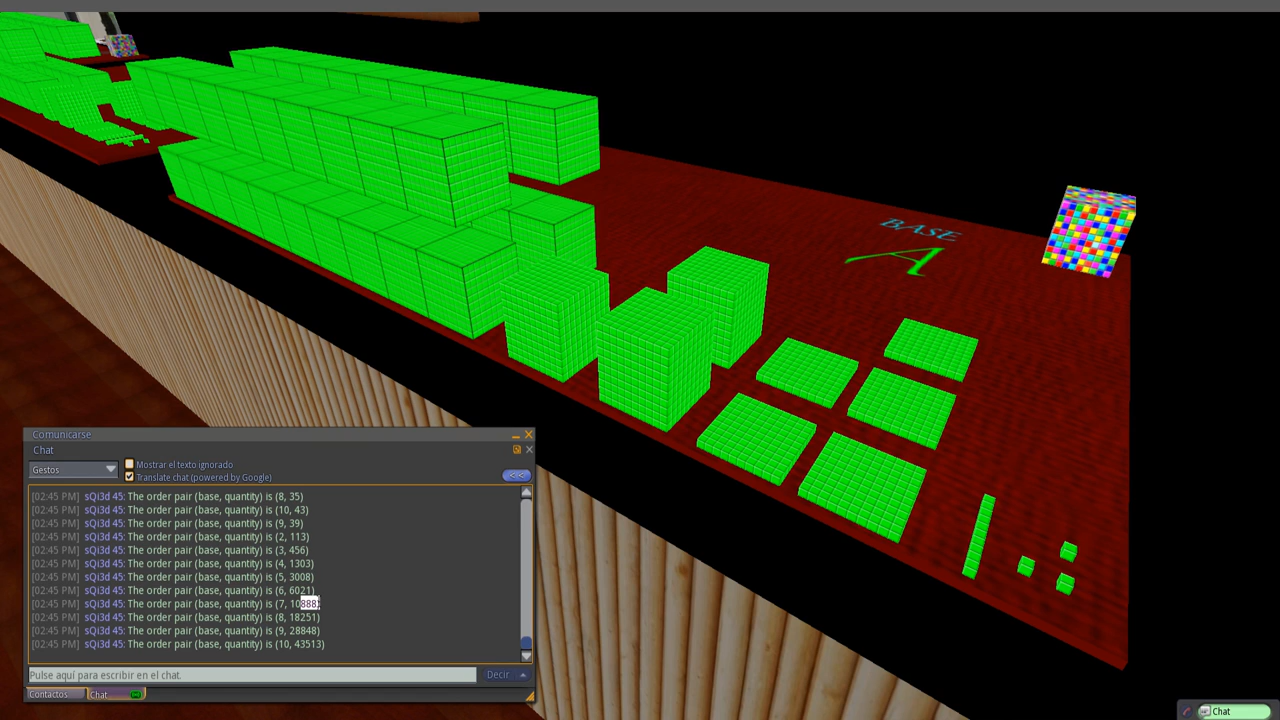 BASE
A
Comunicarse
Chat
Gestos
Mostrar el texto ignorado
Translate chat (powered by Google)
<<
[02:45 PM] sQi3d 45: The order pair (base, quantity) is (8, 35)
[02:45 PM] sQi3d 45: The order pair (base, quantity) is (10, 43)
[02:45 PM] sQi3d 45: The order pair (base, quantity) is (9, 39)
[02:45 PM] sQi3d 45: The order pair (base, quantity) is (2, 113)
[02:45 PM] sQi3d 45: The order pair (base, quantity) is (3, 456)
[02:45 PM] sQi3d 45: The order pair (base, quantity) is (4, 1303)
[02:45 PM] sQi3d 45: The order pair (base, quantity) is (5, 3008)
[02:45 PM] sQi3d 45: The order pair (base, quantity) is (6, 6021)
[02:45 PM] sQi3d 45: The order pair (base, quantity) is (7, 10888)
[02:45 PM] sQi3d 45: The order pair (base, quantity) is (8, 18251)
[02:45 PM] sQi3d 45: The order pair (base, quantity) is (9, 28848)
[02:45 PM] sQi3d 45: The order pair (base, quantity) is (10, 43513)
Pulse aquí para escribir en el chat.
Decir
Contactos
Chat
Chat